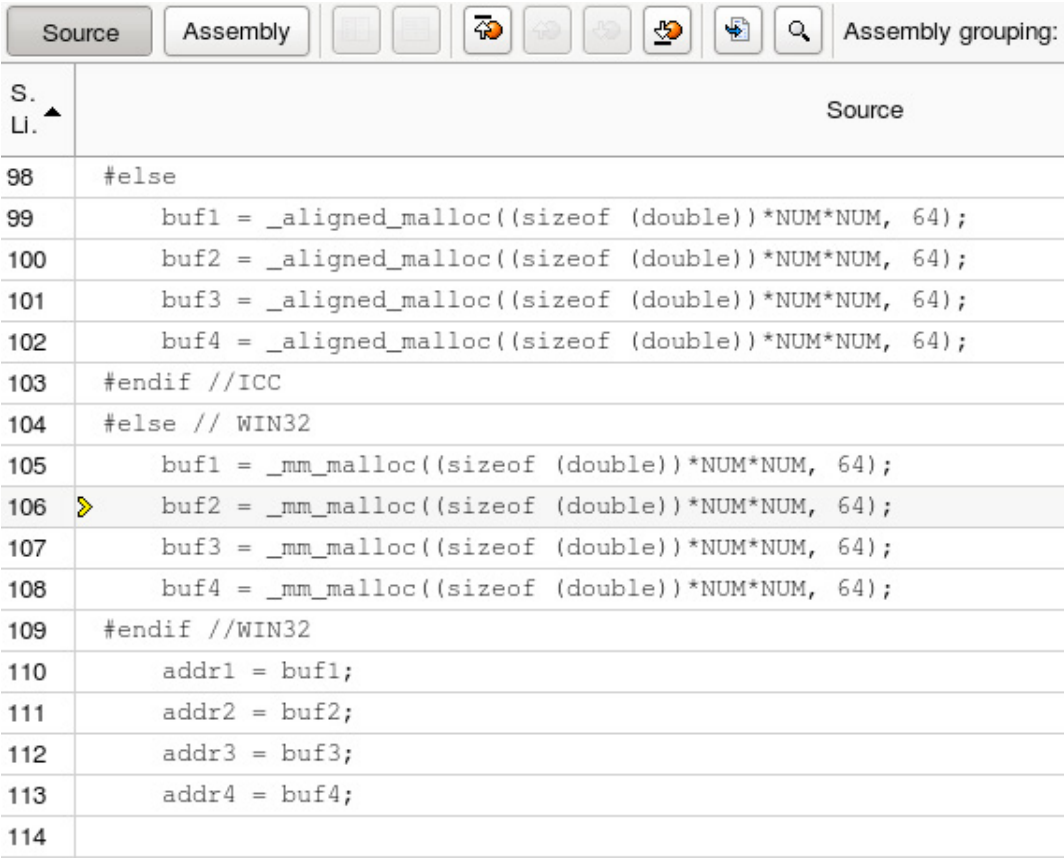 Source Assembly Assembly grouping:
S. Li. Source
98 #else
99 buf1 = _aligned_malloc((sizeof (double))*NUM*NUM, 64);
100 buf2 = _aligned_malloc((sizeof (double))*NUM*NUM, 64);
101 buf3 = _aligned_malloc((sizeof (double))*NUM*NUM, 64);
102 buf4 = _aligned_malloc((sizeof (double))*NUM*NUM, 64);
103 #endif //ICC
104 #else // WIN32
105 buf1 = _mm_malloc((sizeof (double))*NUM*NUM, 64);
106 buf2 = _mm_malloc((sizeof (double))*NUM*NUM, 64);
107 buf3 = _mm_malloc((sizeof (double))*NUM*NUM, 64);
108 buf4 = _mm_malloc((sizeof (double))*NUM*NUM, 64);
109 #endif //WIN32
110 addr1 = buf1;
111 addr2 = buf2;
112 addr3 = buf3;
113 addr4 = buf4;
114